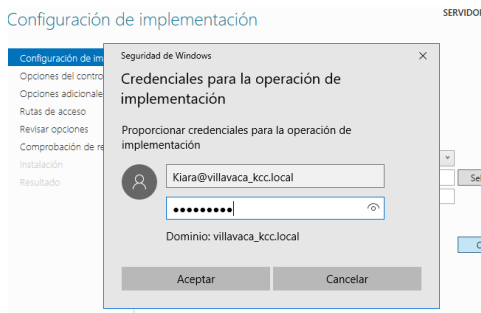 Configuración de implementación
SERVIDOR
Configuración de im
Opciones del contro
Opciones adicionale
Rutas de acceso
Revisar opciones
Comprobación de re
Instalación
Resultado
Seguridad de Windows
Credenciales para la operación de
implementación
Proporcionar credenciales para la operación de
implementación
Kiara@villavaca_kcc.local
•••••••••
Dominio: villavaca_kcc.local
Aceptar
Cancelar